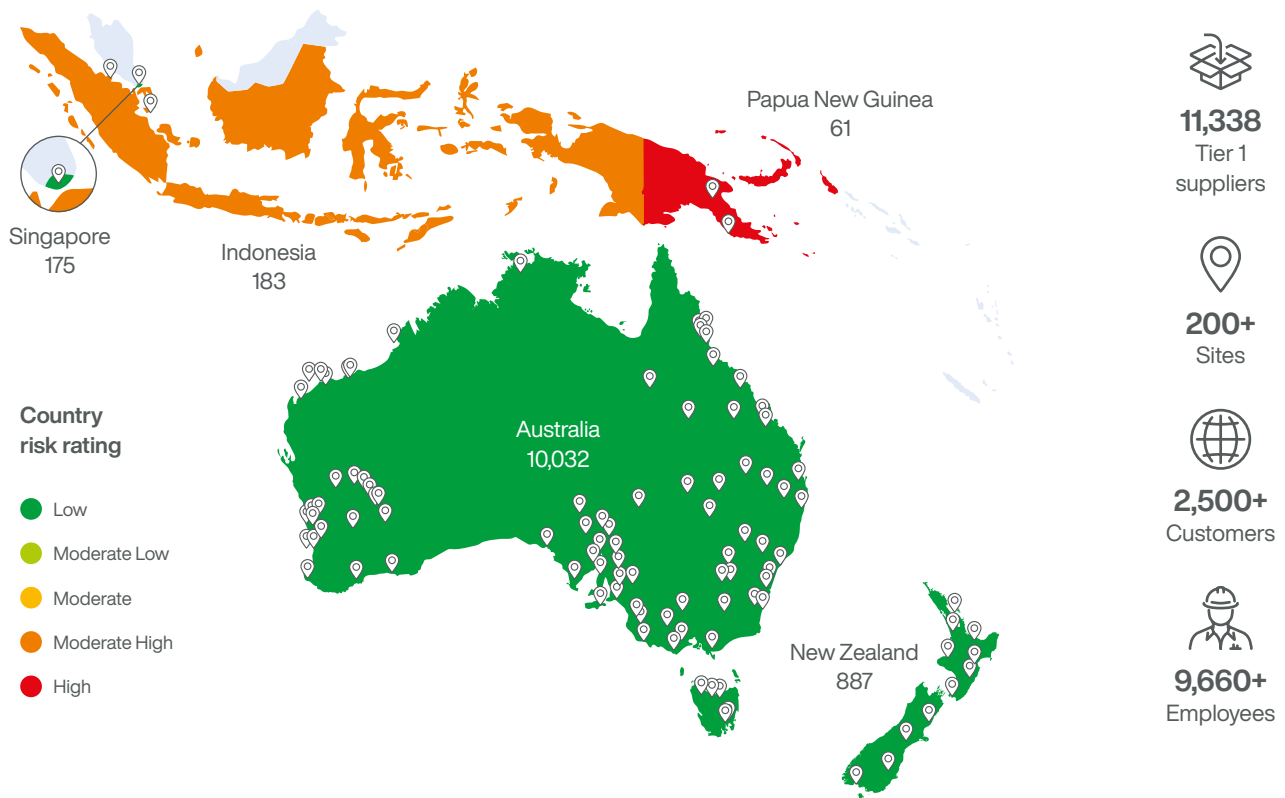 Papua New Guinea
61
Singapore
175
Indonesia
183
Australia
10,032
New Zealand
887
Country
risk rating
Low
Moderate Low
Moderate
Moderate High
High
11,338
Tier 1
suppliers
200+
Sites
2,500+
Customers
9,660+
Employees